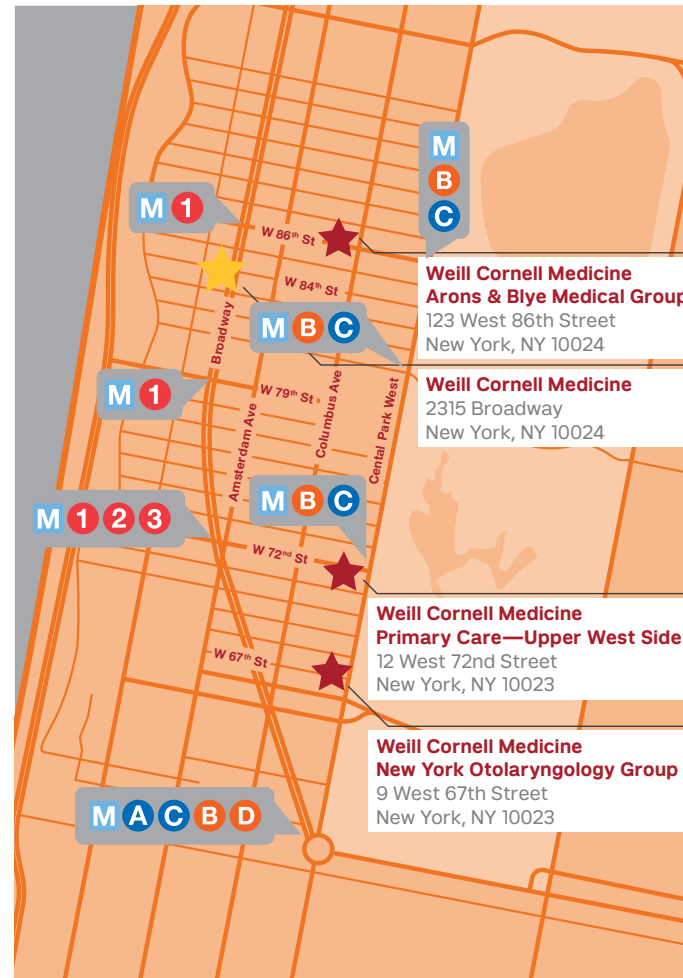 M
B
C
M 1
W 86th St
Weill Cornell Medicine
Arons & Blye Medical Group
123 West 86th Street
New York, NY 10024
W 84th St
M B C
Broadway
Weill Cornell Medicine
2315 Broadway
New York, NY 10024
M 1
W 79th St
Columbus Ave
Cental Park West
Amsterdam Ave
M B C
M 1 2 3
W 72nd St
Weill Cornell Medicine
Primary Care—Upper West Side
12 West 72nd Street
New York, NY 10023
W 67th St
Weill Cornell Medicine
New York Otolaryngology Group
9 West 67th Street
New York, NY 10023
M A C B D